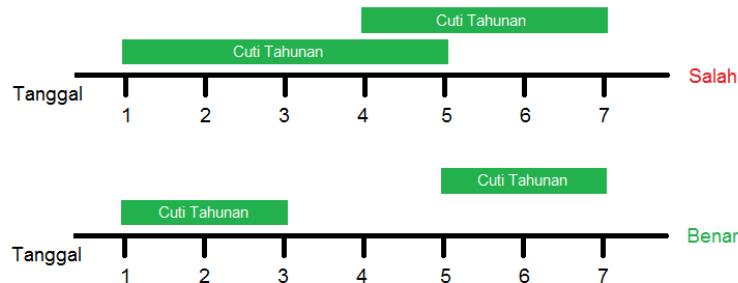 Cuti Tahunan
Cuti Tahunan
Salah
Tanggal
1 2 3 4 5 6 7
Cuti Tahunan
Cuti Tahunan
Benar
Tanggal
1 2 3 4 5 6 7